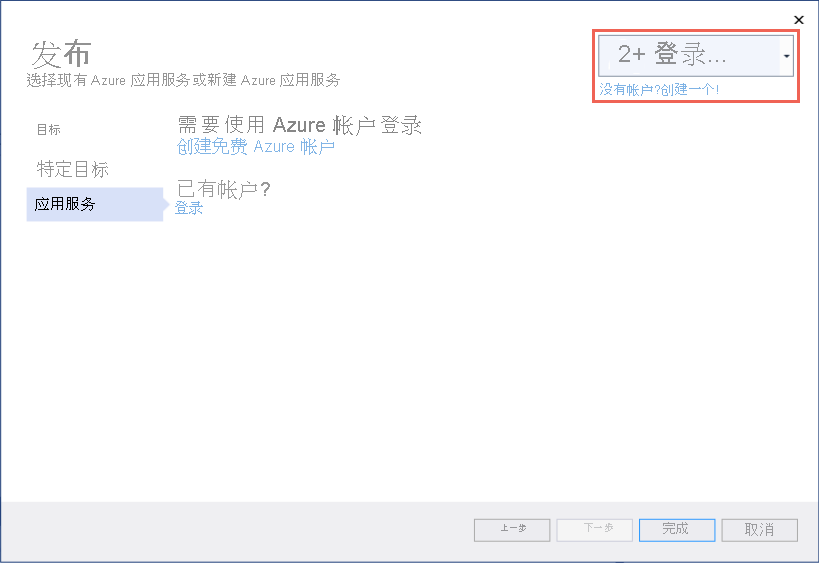 发布
2+ 登录...
选择现有 Azure 应用服务或新建 Azure 应用服务
没有帐户?创建一个!
目标
需要使用 Azure 帐户登录
创建免费 Azure 帐户
特定目标
已有帐户?
应用服务
登录
上一步
下一步
完成
取消